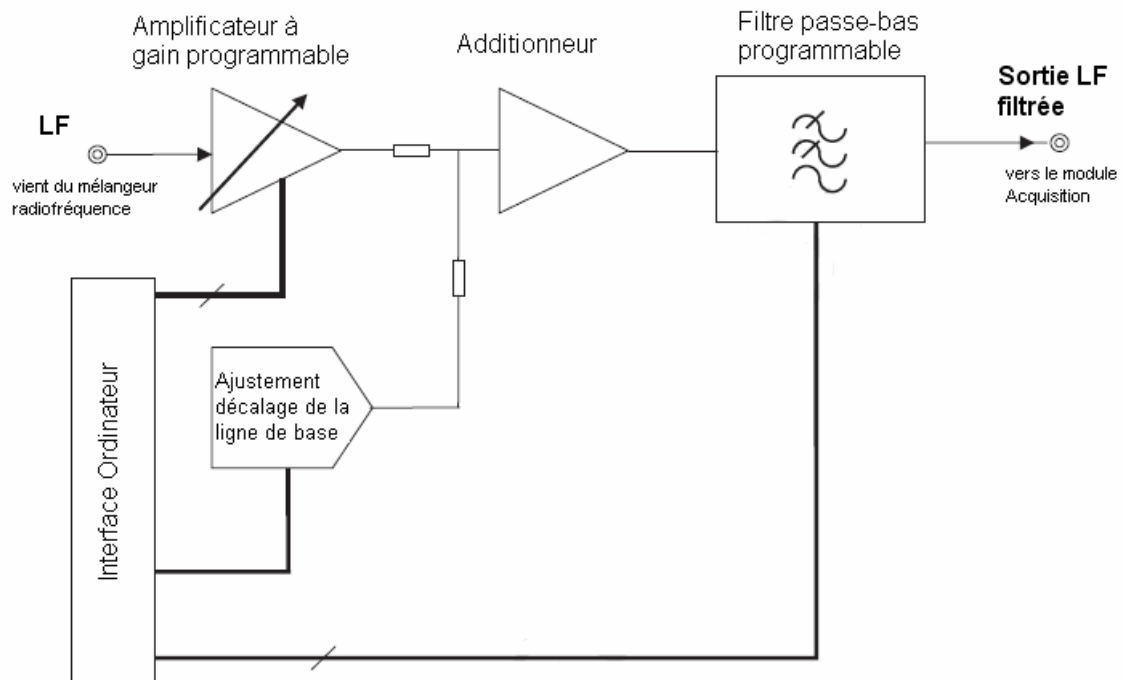 Amplificateur à
gain programmable
Additionneur
Filtre passe-bas
programmable
Sortie LF
filtrée
LF
vient du mélangeur
radiofréquence
vers le module
Acquisition
Ajustement
décalage de la
ligne de base
Interface Ordinateur